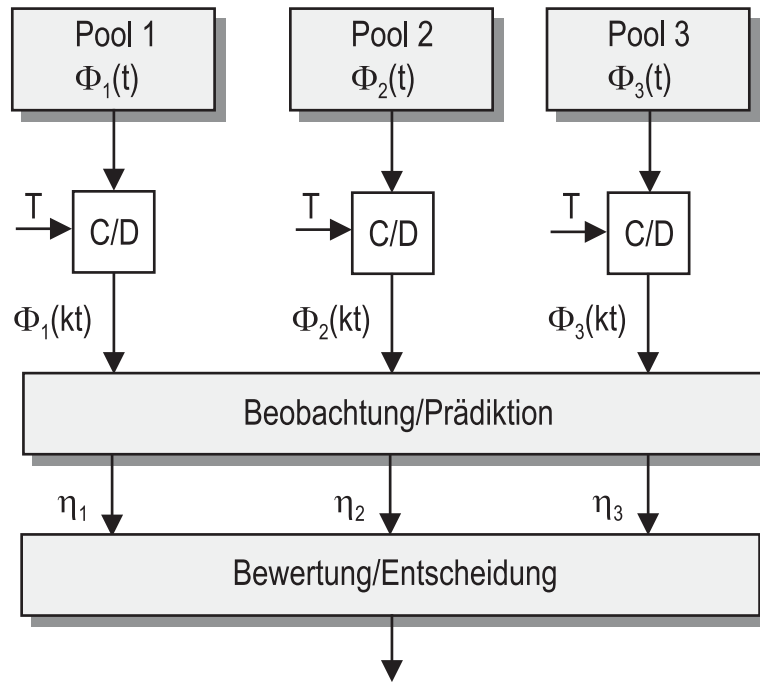 Pool 1
Φ₁(t)
Pool 2
Φ₂(t)
Pool 3
Φ₃(t)
T
C/D
T
C/D
T
C/D
Φ₁(kt)
Φ₂(kt)
Φ₃(kt)
Beobachtung/Prädiktion
η₁
η₂
η₃
Bewertung/Entscheidung